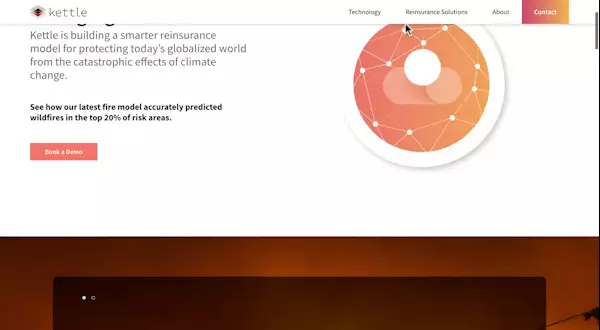 kettle
Technology
Reinsurance Solutions
About
Contact
Kettle is building a smarter reinsurance
model for protecting today's globalized world
from the catastrophic effects of climate
change.
See how our latest fire model accurately predicted
wildfires in the top 20% of risk areas.
Book a Demo